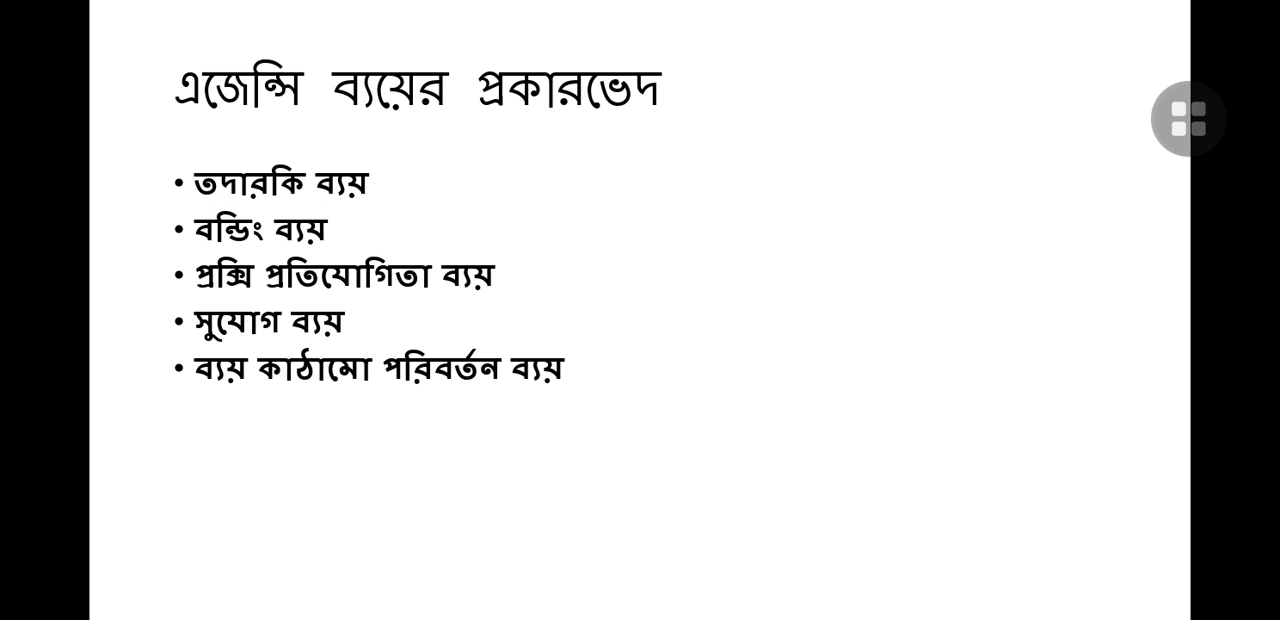 এজেন্সি ব্যয়ের প্রকারভেদ
• তদারকি ব্যয়
• বন্ডিং ব্যয়
• প্রক্সি প্রতিযোগিতা ব্যয়
• সুযোগ ব্যয়
• ব্যয় কাঠামো পরিবর্তন ব্যয়